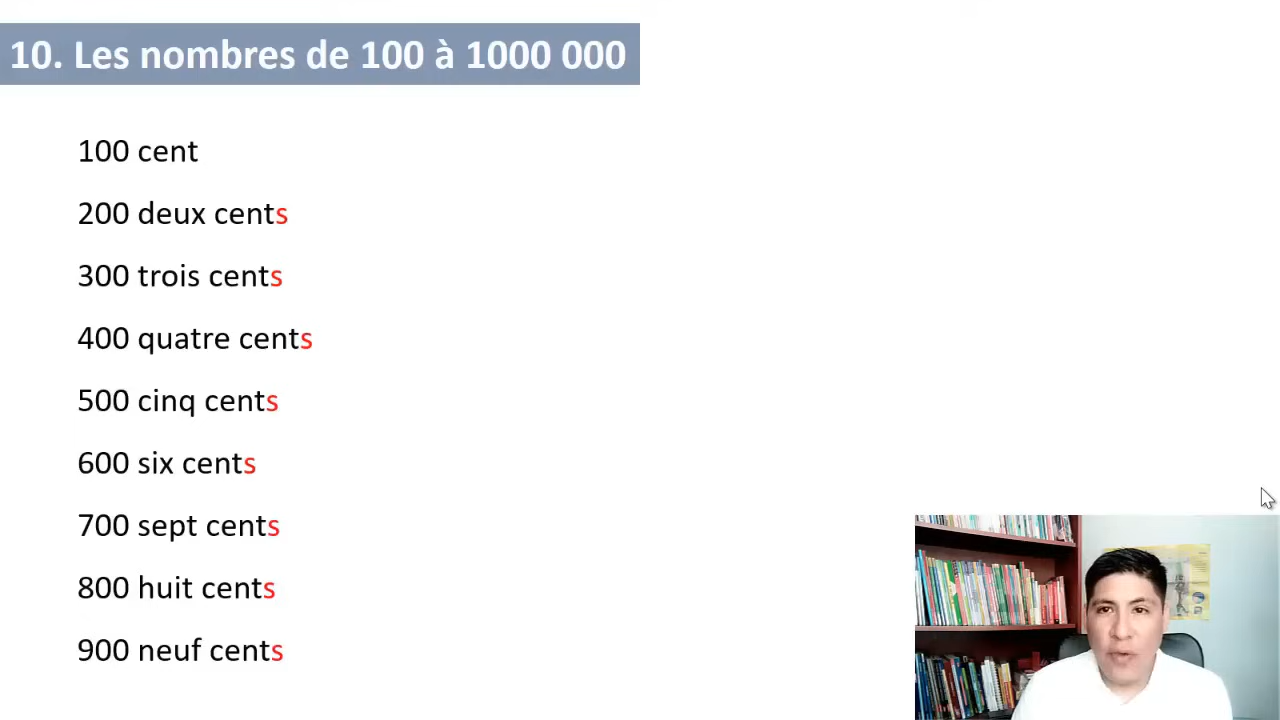 10. Les nombres de 100 à 1000 000
100 cent
200 deux cents
300 trois cents
400 quatre cents
500 cinq cents
600 six cents
700 sept cents
800 huit cents
900 neuf cents